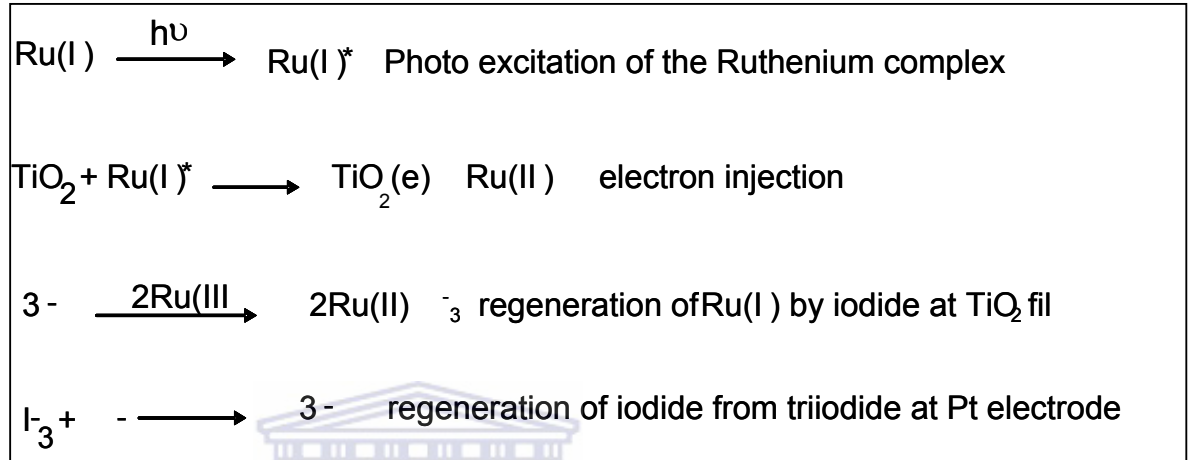 Ru(I ) hυ Ru(I )* Photo excitation of the Ruthenium complex
TiO2 + Ru(I )* TiO2(e) Ru(II ) electron injection
3 - 2Ru(III 2Ru(II) -3 regeneration of Ru(I ) by iodide at TiO2 fil
I-3 + - 3 - regeneration of iodide from triiodide at Pt electrode